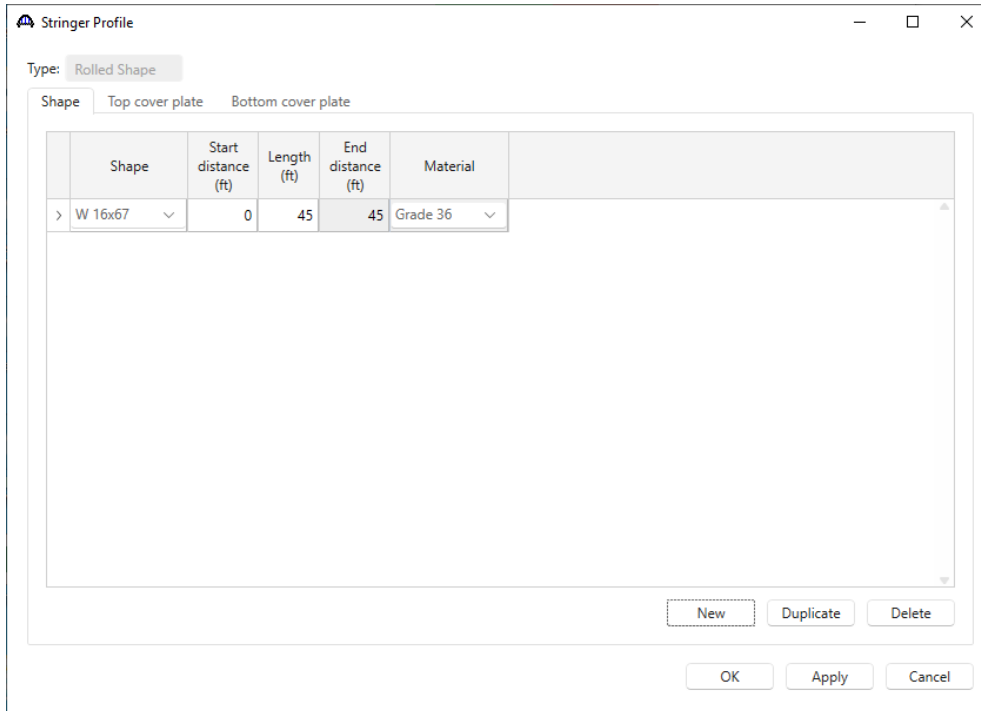 Stringer Profile
Type: Rolled Shape
Shape Top cover plate Bottom cover plate
Shape Start distance (ft) Length (ft) End distance (ft) Material
W 16x67 0 45 45 Grade 36
New Duplicate Delete
OK Apply Cancel